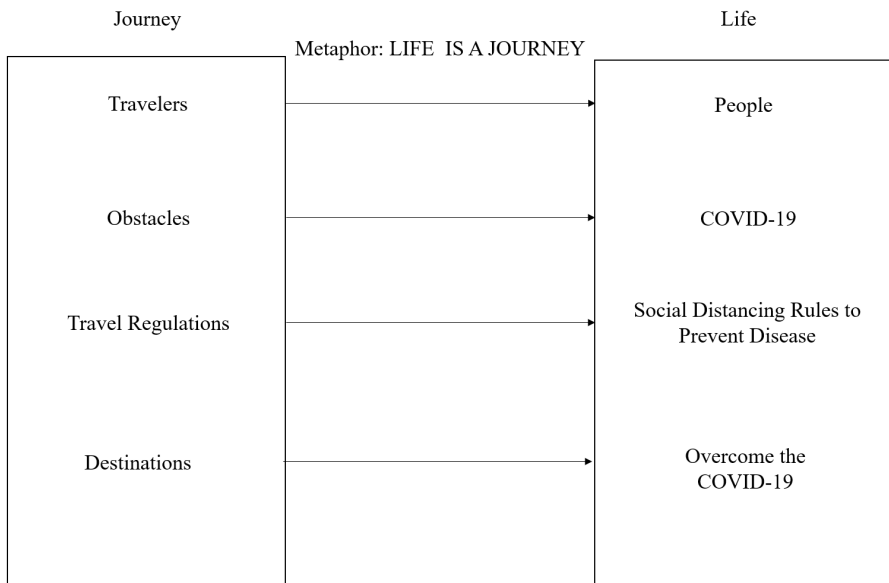 Journey
Life
Metaphor: LIFE IS A JOURNEY
Travelers
People
Obstacles
COVID-19
Travel Regulations
Social Distancing Rules to
Prevent Disease
Destinations
Overcome the
COVID-19